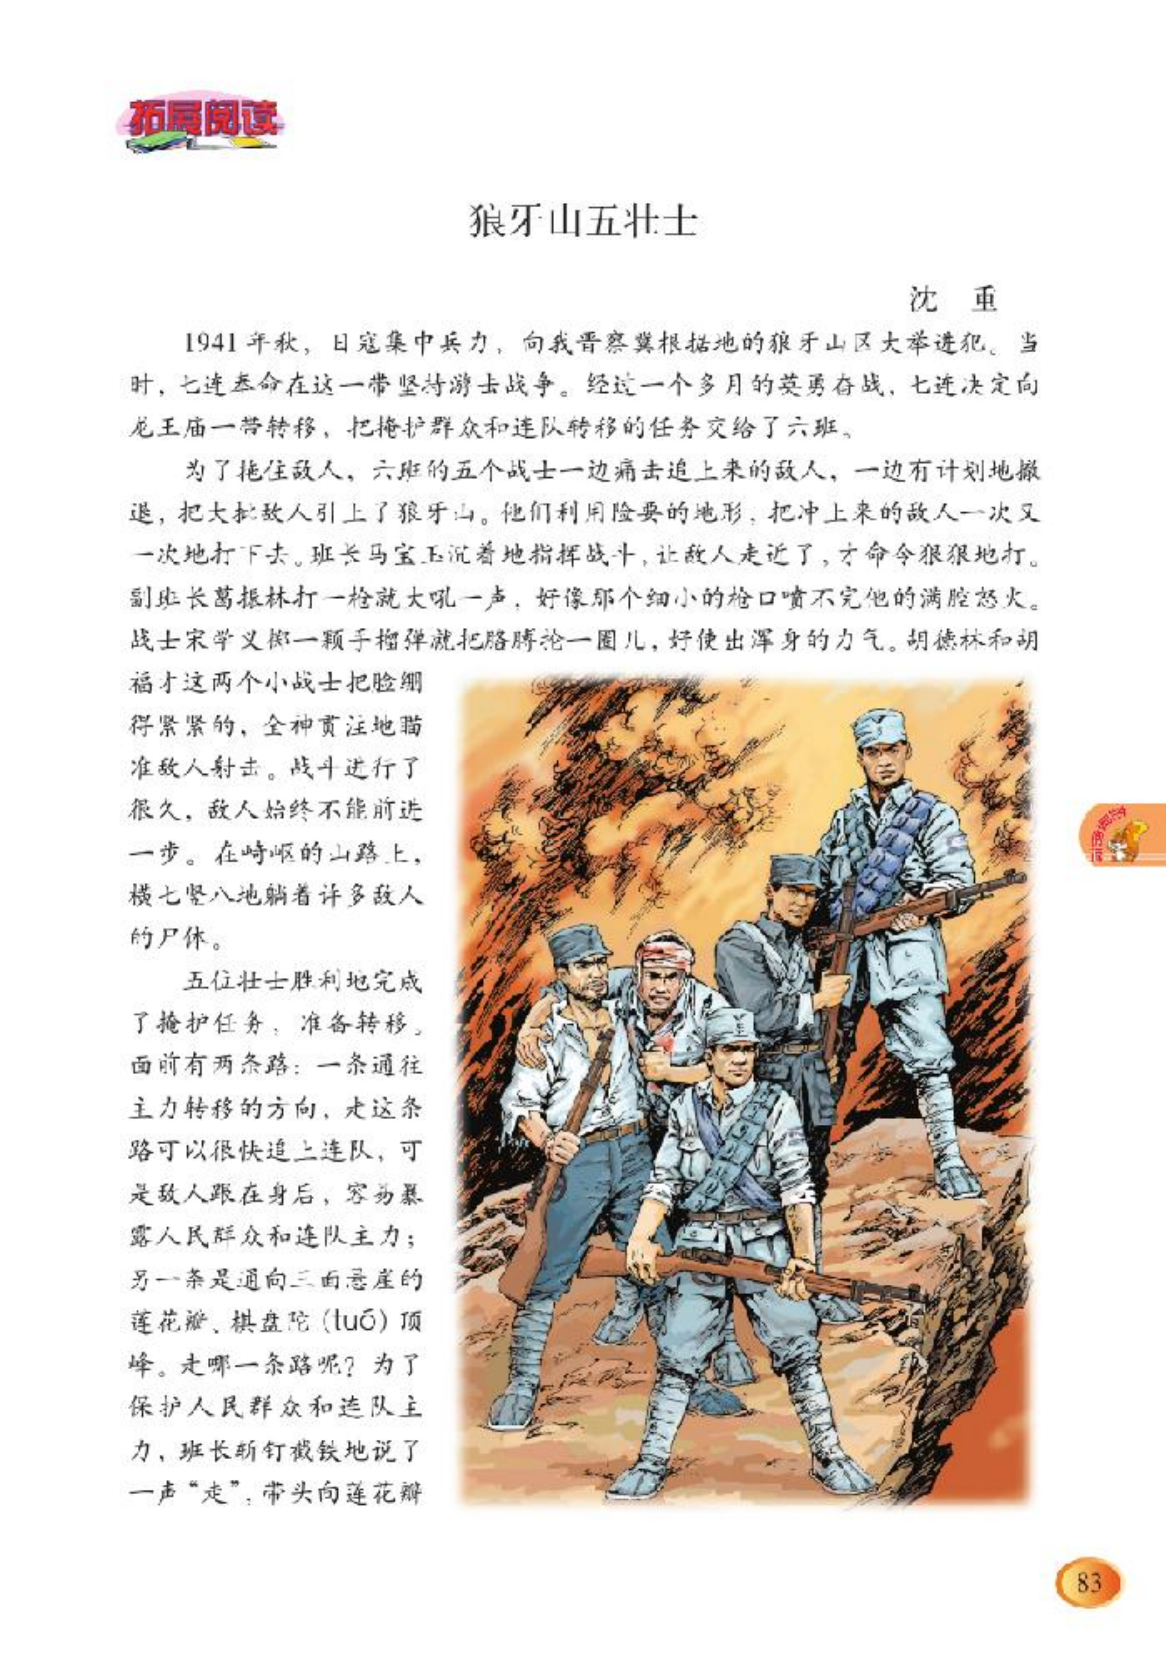 拓展阅读
狼牙山五壮士
沈 重
1941年秋，日寇集中兵力，向我晋察冀根据地的狼牙山区大举进犯。当
时，七连奉命在这一带坚持游击战争。经过一个多月的英勇奋战，七连决定向
龙王庙一带转移，把掩护群众和连队转移的任务交给了六班。
为了拖住敌人，六班的五个战士一边痛击追上来的敌人，一边有计划地撤
退，把大批敌人引上了狼牙山。他们利用险要的地形，把冲上来的敌人一次又
一次地打下去。班长马宝玉沉着地指挥战斗，让敌人走近了，才命令狠狠地打。
副班长葛振林打一枪就大吼一声，好像那个细小的枪口喷不完他的满腔怒火。
战士宋学义掷一颗手榴弹就把胳膊抡一圈儿，好使出浑身的力气。胡德林和胡
福才这两个小战士把脸绷
得紧紧的，全神贯注地瞄
准敌人射击。战斗进行了
很久，敌人始终不能前进
一步。在崎岖的山路上，
横七竖八地躺着许多敌人
的尸体。
五位壮士胜利地完成
了掩护任务，准备转移。
面前有两条路：一条通往
主力转移的方向，走这条
路可以很快追上连队，可
是敌人跟在身后，容易暴
露人民群众和连队主力；
另一条是通向三面悬崖的
莲花瓣、棋盘陀（tuó）顶
峰。走哪一条路呢？为了
保护人民群众和连队主
力，班长斩钉截铁地说了
一声“走”，带头向莲花瓣
83